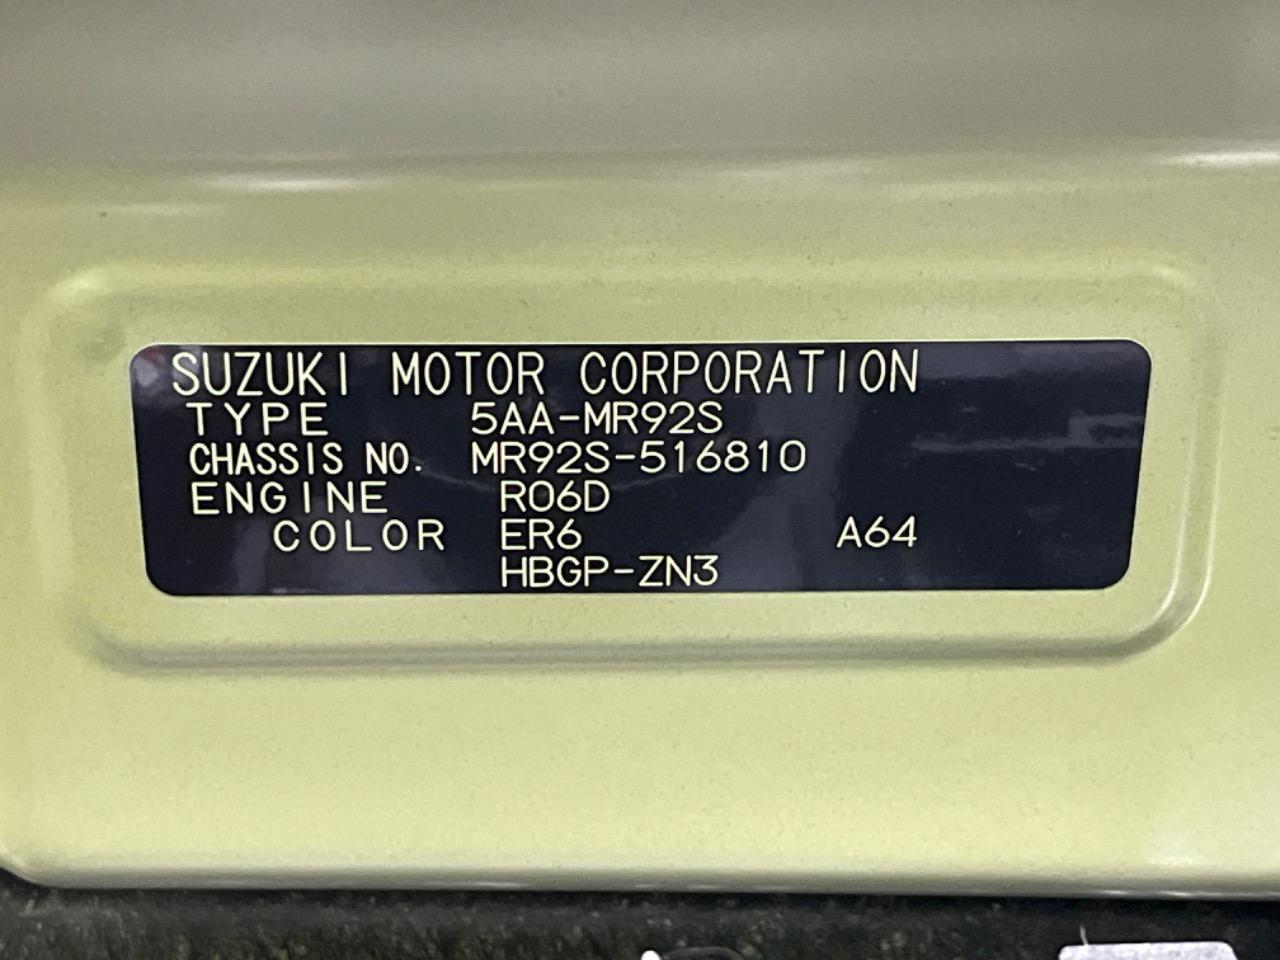 SUZUKI MOTOR CORPORATION
TYPE 5AA-MR92S
CHASSIS NO. MR92S-516810
ENGINE R06D
COLOR ER6 A64
HBGP-ZN3